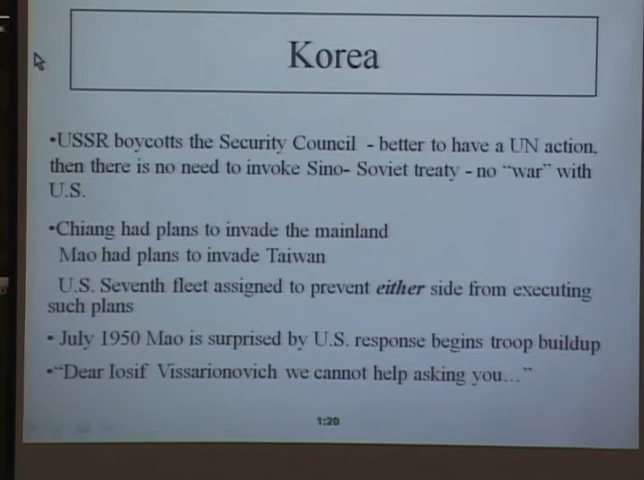 Korea
•USSR boycotts the Security Council - better to have a UN action,
then there is no need to invoke Sino- Soviet treaty - no “war” with
U.S.
•Chiang had plans to invade the mainland
Mao had plans to invade Taiwan
U.S. Seventh fleet assigned to prevent either side from executing
such plans
• July 1950 Mao is surprised by U.S. response begins troop buildup
•“Dear Iosif Vissarionovich we cannot help asking you…”
1:20